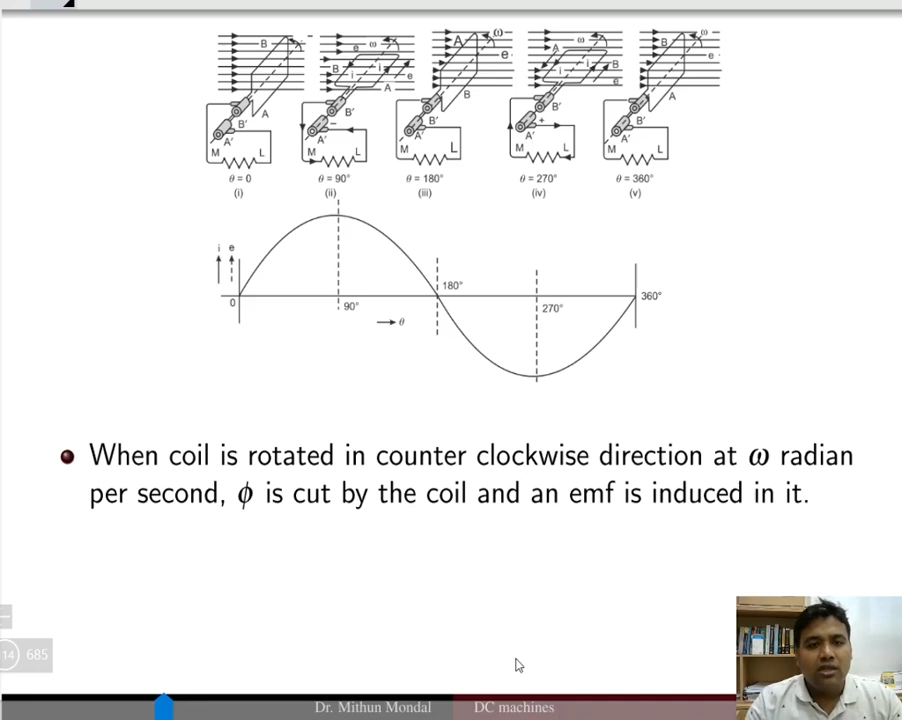 B A B' A' M L
ω e B i i e A B' − A' M L
ω A e B B' A' M L
ω A i i B e B' + A' M L
ω B e A B' A' M L
θ = 0 θ = 90° θ = 180° θ = 270° θ = 360°
(i) (ii) (iii) (iv) (v)
i e
180°
0 90° 270° 360°
θ
When coil is rotated in counter clockwise direction at ω radian
per second, ϕ is cut by the coil and an emf is induced in it.
14 685
Dr. Mithun Mondal DC machines